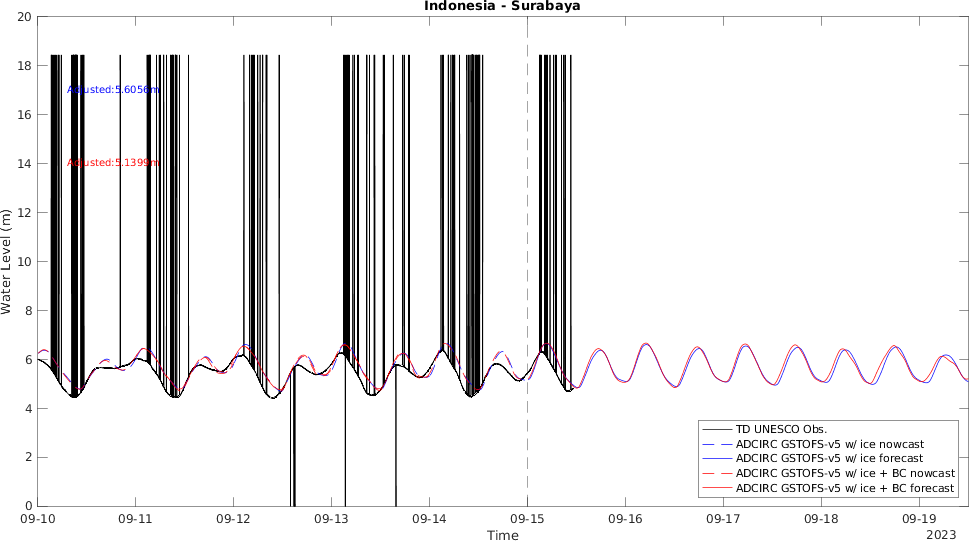 Indonesia - Surabaya
20
18
16
14
12
10
8
6
4
2
0
Water Level (m)
Adjusted:5.6056m
Adjusted:5.1399m
TD UNESCO Obs.
ADCIRC GSTOFS-v5 w/ ice nowcast
ADCIRC GSTOFS-v5 w/ ice forecast
ADCIRC GSTOFS-v5 w/ ice + BC nowcast
ADCIRC GSTOFS-v5 w/ ice + BC forecast
09-10 09-11 09-12 09-13 09-14 09-15 09-16 09-17 09-18 09-19
Time
2023